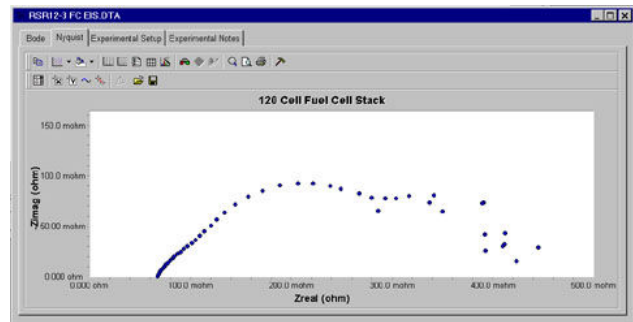 RSR12-3 FC EIS.DTA
Bode Nyquist Experimental Setup Experimental Notes
120 Cell Fuel Cell Stack
150.0 mohm
100.0 mohm
50.00 mohm
0.000 ohm
-Zimag (ohm)
0.000 ohm 100.0 mohm 200.0 mohm 300.0 mohm 400.0 mohm 500.0 mohm
Zreal (ohm)